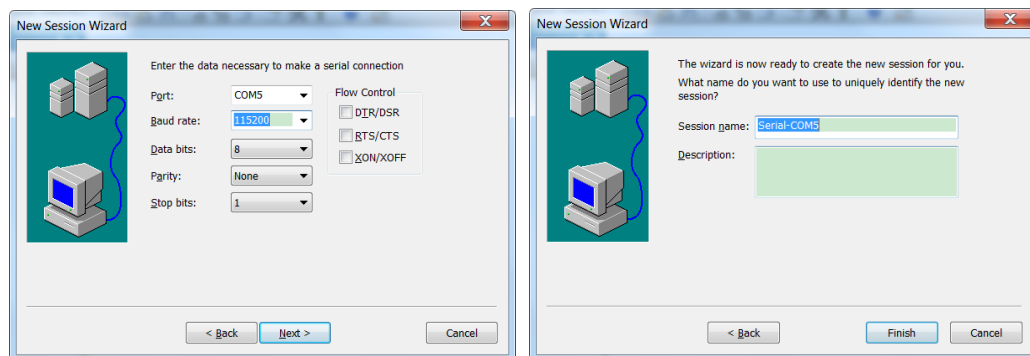 New Session Wizard
X
Enter the data necessary to make a serial connection
Port: COM5
Baud rate: 115200
Data bits: 8
Parity: None
Stop bits: 1
Flow Control
DTR/DSR
RTS/CTS
XON/XOFF
< Back
Next >
Cancel
New Session Wizard
X
The wizard is now ready to create the new session for you.
What name do you want to use to uniquely identify the new
session?
Session name: Serial-COM5
Description:
< Back
Finish
Cancel